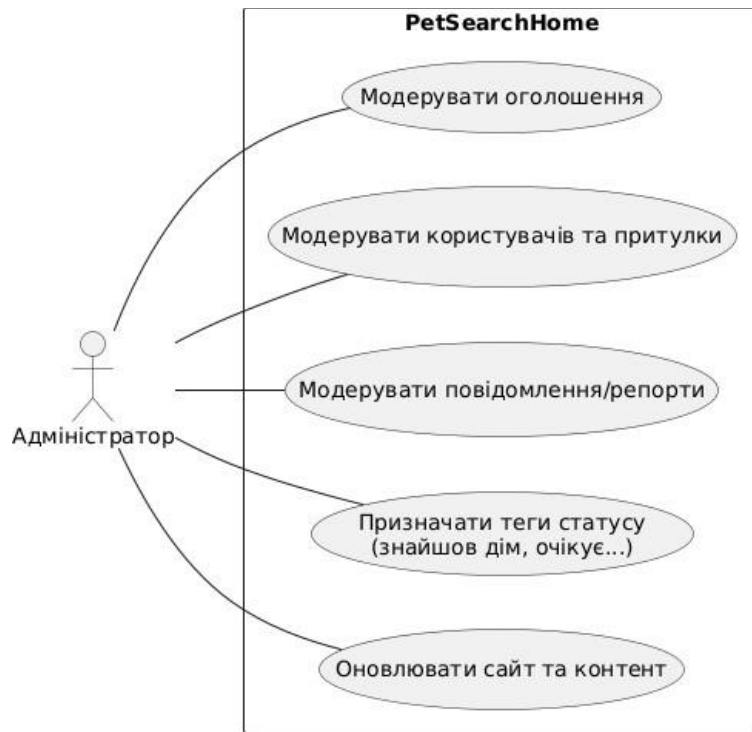 PetSearchHome
Модерувати оголошення
Модерувати користувачів та притулки
Модерувати повідомлення/репорти
Адміністратор
Призначати теги статусу
(знайшов дім, очікує...)
Оновлювати сайт та контент